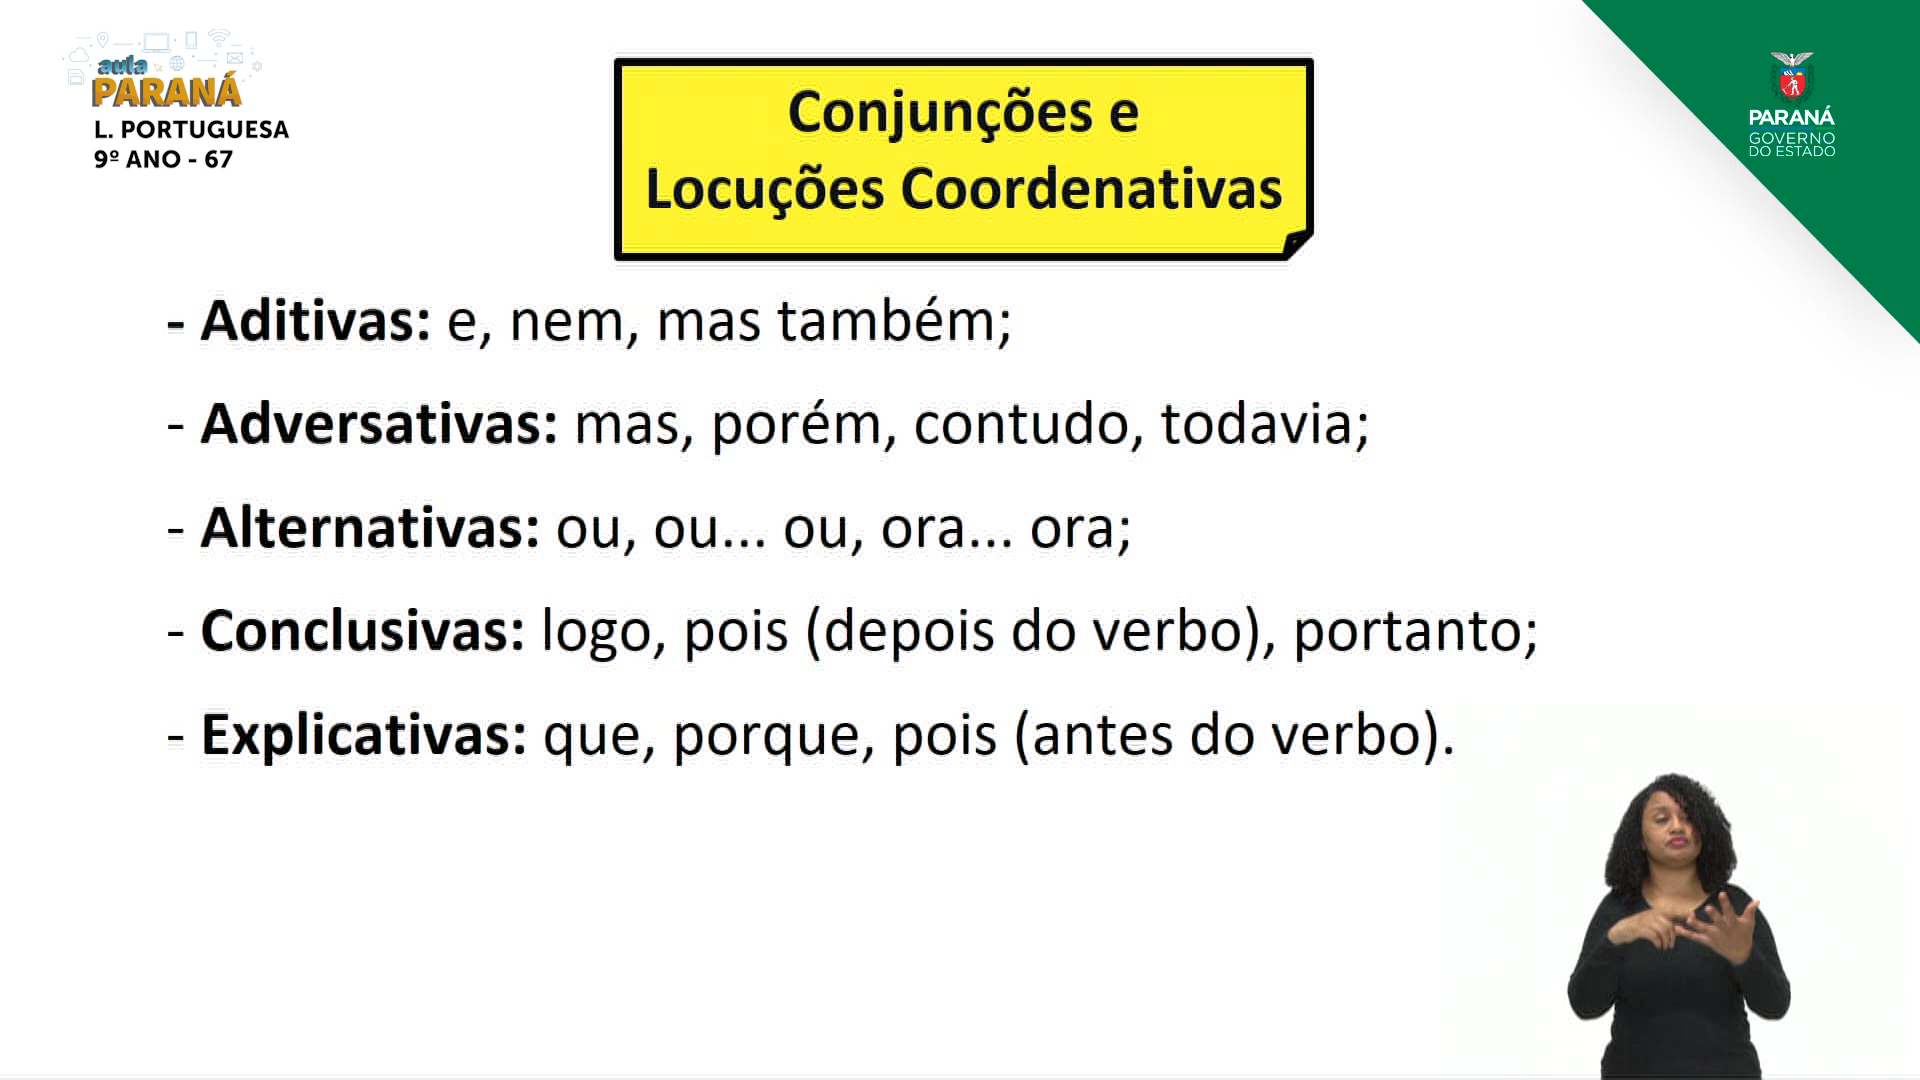 aula
PARANÁ
L. PORTUGUESA
9º ANO - 67
Conjunções e
Locuções Coordenativas
PARANÁ
GOVERNO
DO ESTADO
- Aditivas: e, nem, mas também;
- Adversativas: mas, porém, contudo, todavia;
- Alternativas: ou, ou... ou, ora... ora;
- Conclusivas: logo, pois (depois do verbo), portanto;
- Explicativas: que, porque, pois (antes do verbo).